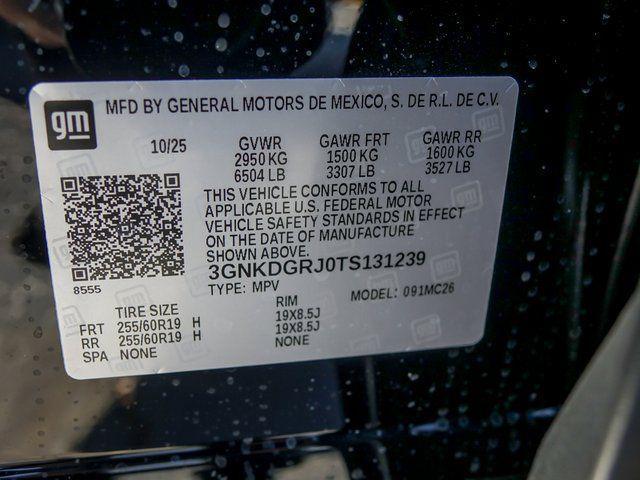 gm
MFD BY GENERAL MOTORS DE MEXICO, S. DE R.L. DE C.V.
10/25 GVWR GAWR FRT GAWR RR
2950 KG 1500 KG 1600 KG
6504 LB 3307 LB 3527 LB
THIS VEHICLE CONFORMS TO ALL
APPLICABLE U.S. FEDERAL MOTOR
VEHICLE SAFETY STANDARDS IN EFFECT
ON THE DATE OF MANUFACTURE
SHOWN ABOVE.
3GNKDGRJ0TS131239
8555
TYPE: MPV MODEL: 091MC26
TIRE SIZE RIM
FRT 255/60R19 H 19X8.5J
RR 255/60R19 H 19X8.5J
SPA NONE NONE